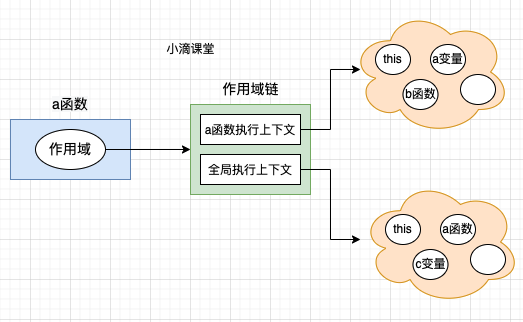 小滴课堂
a函数
作用域
作用域链
a函数执行上下文
全局执行上下文
this
a变量
b函数
this
a函数
c变量